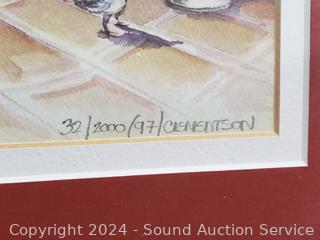 32/2000/97/CLEMENTSON
Copyright 2024 - Sound Auction Service